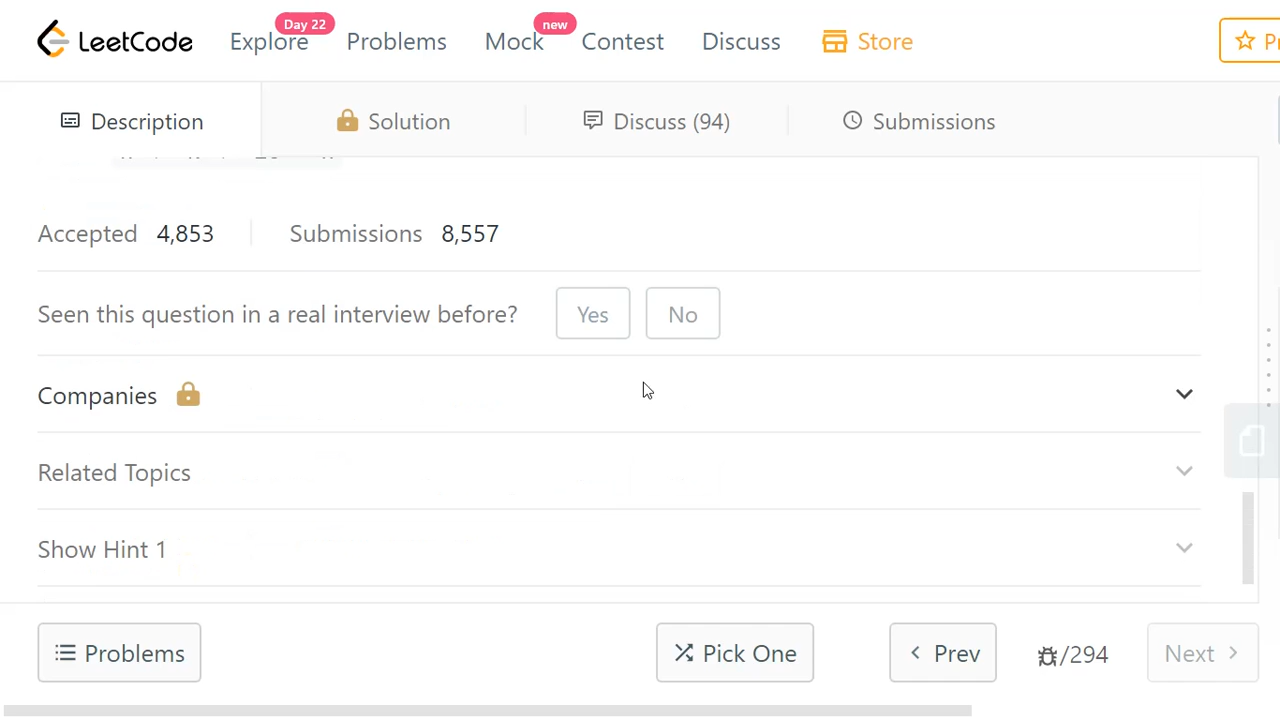 LeetCode Explore Day 22 Problems Mock new Contest Discuss Store
Description Solution Discuss (94) Submissions
Accepted 4,853 Submissions 8,557
Seen this question in a real interview before? Yes No
Companies
Related Topics
Show Hint 1
Problems Pick One Prev /294 Next